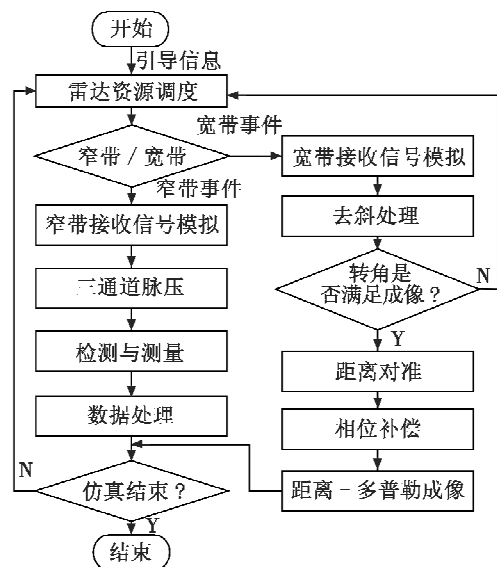 开始
引导信息
雷达资源调度
宽带事件
窄带/宽带
窄带事件
宽带接收信号模拟
窄带接收信号模拟
去斜处理
三通道脉压
转角是
否满足成像?
N
Y
检测与测量
距离对准
数据处理
相位补偿
N
仿真结束?
距离-多普勒成像
Y
结束